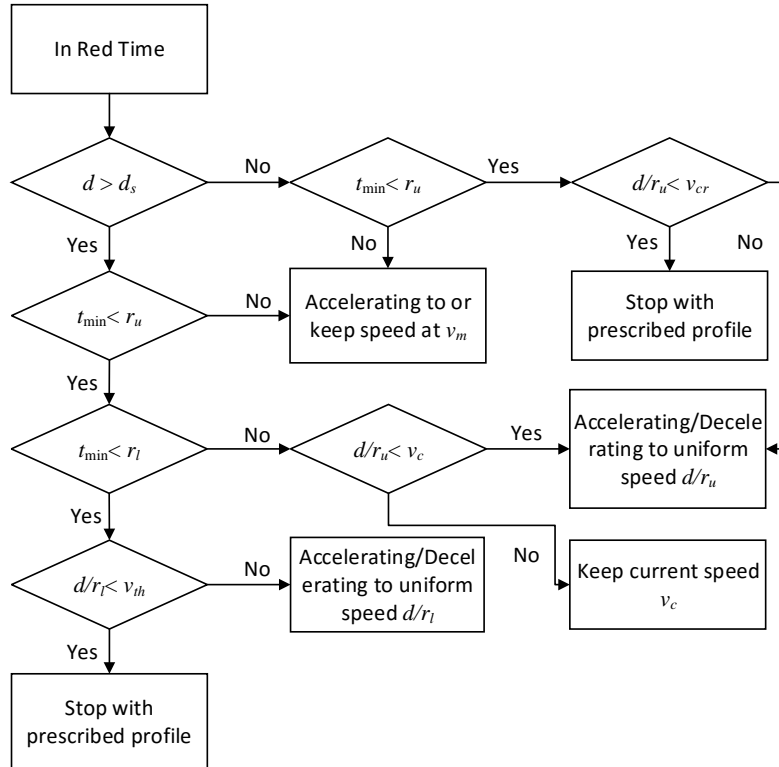 In Red Time
d > dₛ
No
tmin< rᵤ
Yes
d/rᵤ< vcr
Yes
No
Yes
No
tmin< rᵤ
No
Accelerating to or
keep speed at vₘ
Stop with
prescribed profile
Yes
tmin< rₗ
No
d/rᵤ< v꜀
Yes
Accelerating/Decele
rating to uniform
speed d/rᵤ
Yes
d/rₗ< vₜₕ
No
Accelerating/Decel
erating to uniform
speed d/rₗ
No
Keep current speed
v꜀
Yes
Stop with
prescribed profile